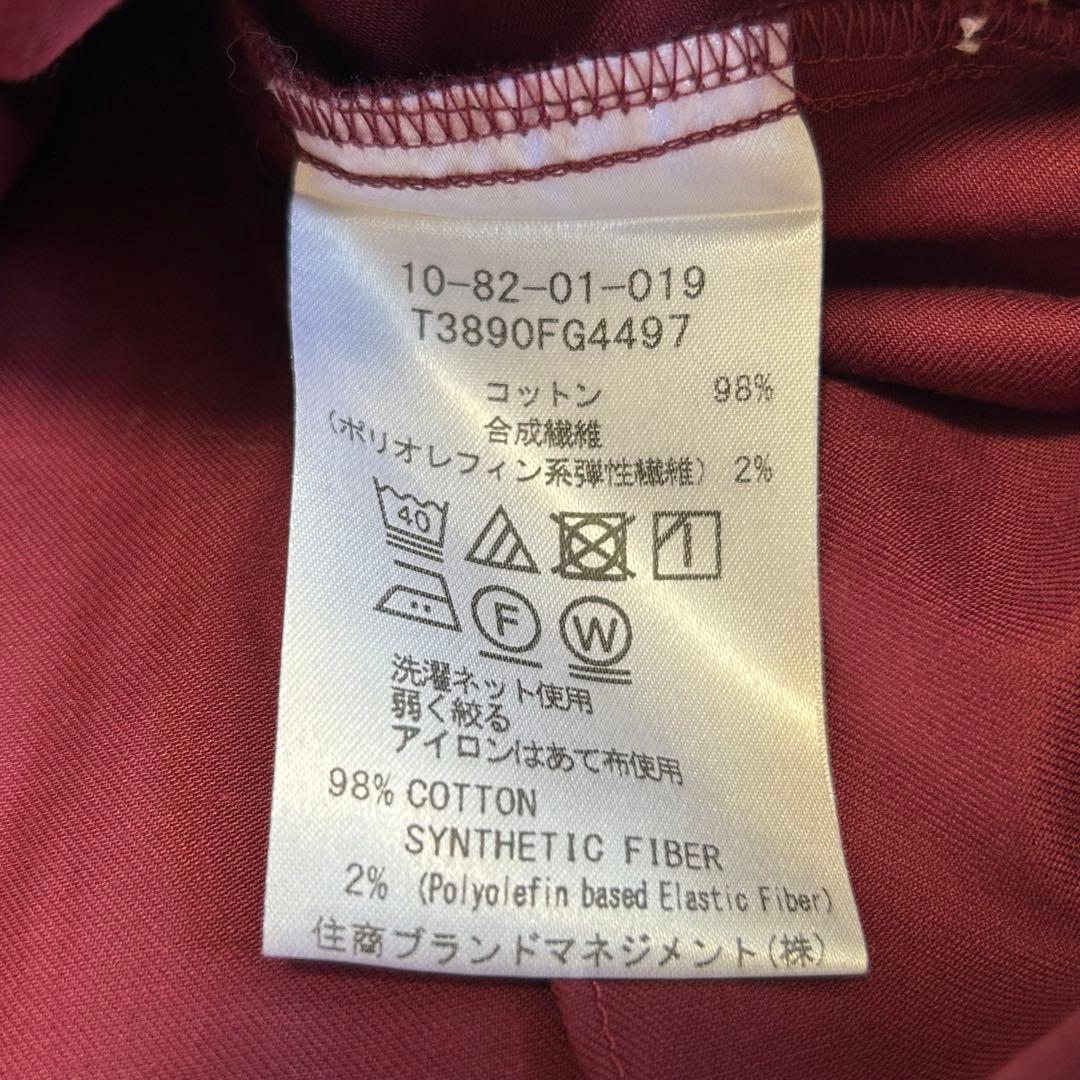 10-82-01-019
T3890FG4497
コットン 98%
合成繊維
(ポリオレフィン系弾性繊維) 2%
40
F W
洗濯ネット使用
弱く絞る
アイロンはあて布使用
98% COTTON
SYNTHETIC FIBER
2% (Polyolefin based Elastic Fiber)
住商ブランドマネジメント(株)